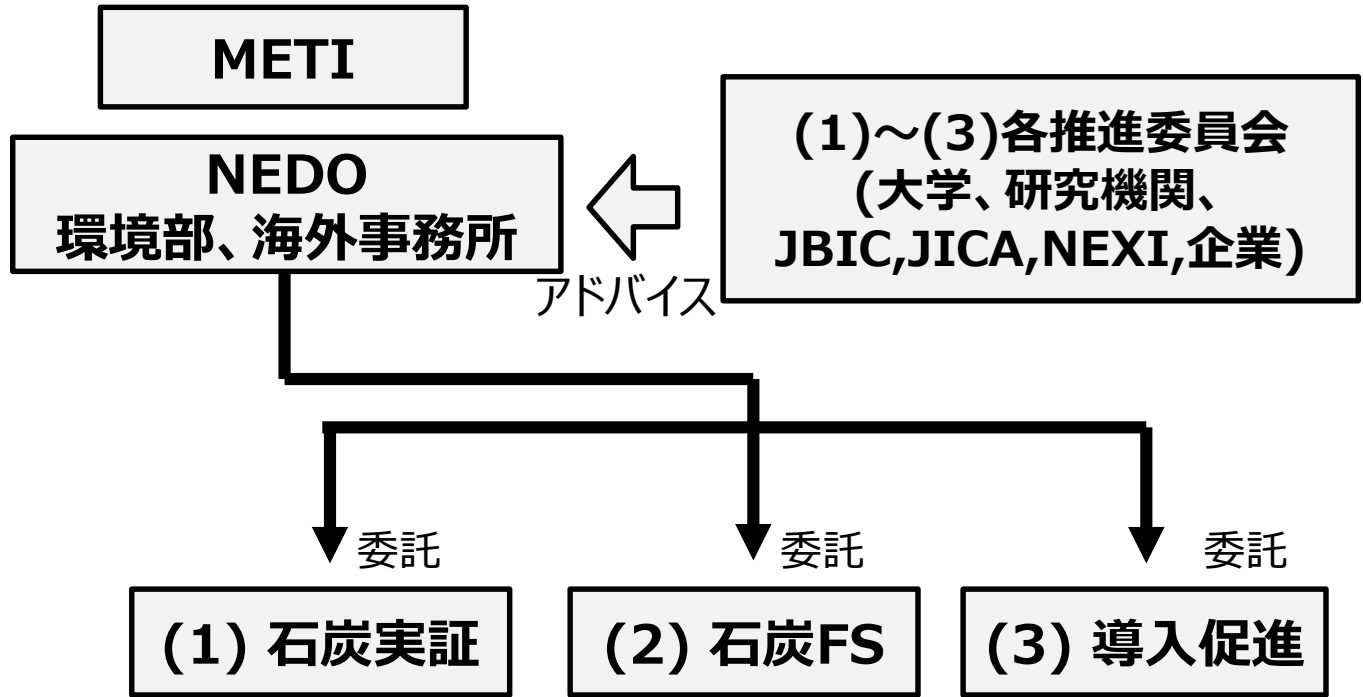 METI
NEDO
環境部、海外事務所
(1)～(3)各推進委員会
(大学、研究機関、
JBIC,JICA,NEXI,企業)
アドバイス
委託
委託
委託
(1) 石炭実証
(2) 石炭FS
(3) 導入促進